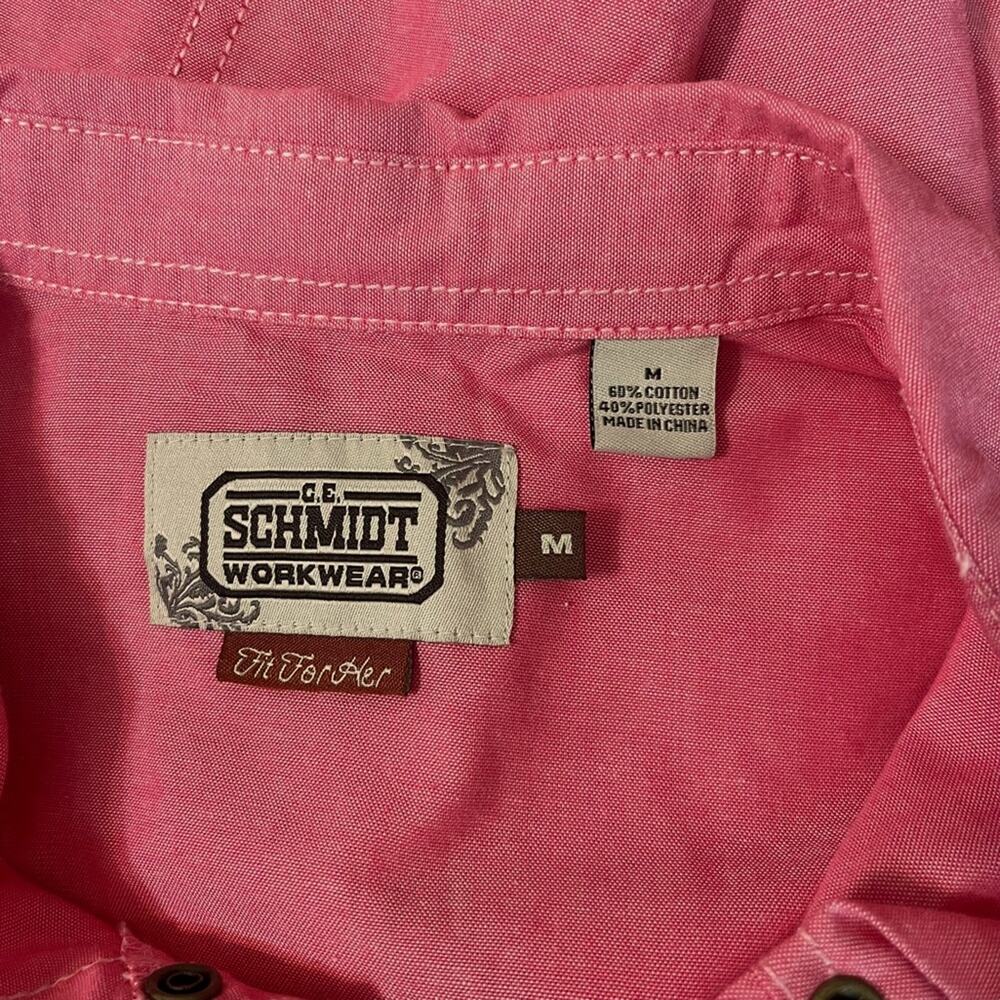 M
60% COTTON
40% POLYESTER
MADE IN CHINA
C.E.
SCHMIDT
WORKWEAR®
M
Fit For Her